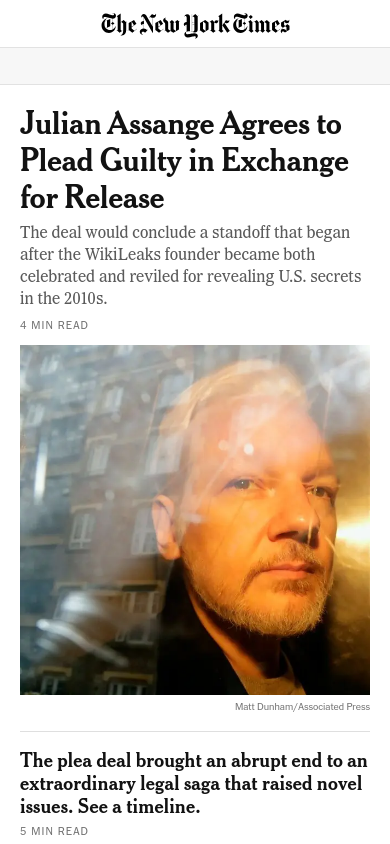 The New York Times
Julian Assange Agrees to
Plead Guilty in Exchange
for Release
The deal would conclude a standoff that began
after the WikiLeaks founder became both
celebrated and reviled for revealing U.S. secrets
in the 2010s.
4 MIN READ
Matt Dunham/Associated Press
The plea deal brought an abrupt end to an
extraordinary legal saga that raised novel
issues. See a timeline.
5 MIN READ